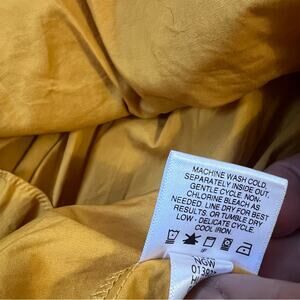 MACHINE WASH COLD,
SEPARATELY INSIDE OUT,
GENTLE CYCLE. NON-
CHLORINE BLEACH AS
NEEDED. LINE DRY FOR BEST
RESULTS. OR TUMBLE DRY
LOW - DELICATE CYCLE.
COOL IRON.
NGW